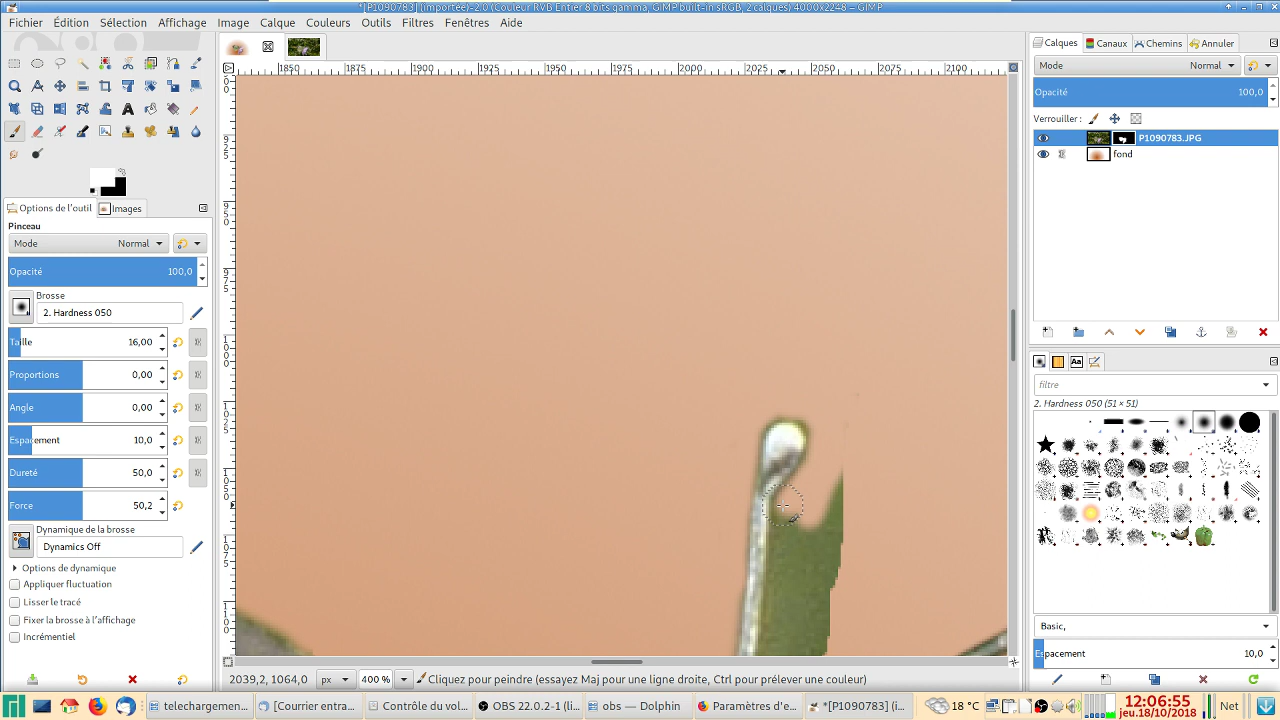 *[P1090783] (importée)-2.0 (Couleur RVB Entier 8 bits gamma, GIMP built-in sRGB, 2 calques) 4000x2248 – GIMP
Fichier Édition Sélection Affichage Image Calque Couleurs Outils Filtres Fenêtres Aide
1850 1875 1900 1925 1950 1975 2000 2025 2050 2075 2100
Calques Canaux Chemins Annuler
Mode Normal
Opacité 100,0
Verrouiller :
P1090783.JPG
fond
Options de l'outil Images
Pinceau
Mode Normal
Opacité 100,0
Brosse
2. Hardness 050
Taille 16,00
Proportions 0,00
Angle 0,00
Espacement 10,0
Dureté 50,0
Force 50,2
Dynamique de la brosse
Dynamics Off
Options de dynamique
Appliquer fluctuation
Lisser le tracé
Fixer la brosse à l'affichage
Incrémentiel
Aa
filtre
2. Hardness 050 (51 × 51)
Basic,
Espacement 10,0
2039,2, 1064,0 px 400 % Cliquez pour peindre (essayez Maj pour une ligne droite, Ctrl pour prélever une couleur)
telechargemen... [Courrier entra... Contrôle du vol... OBS 22.0.2-1 (li... obs — Dolphin Paramètres d'e... *[P1090783] (i... 18 °C 12:06:55 Net
jeu.18/10/2018